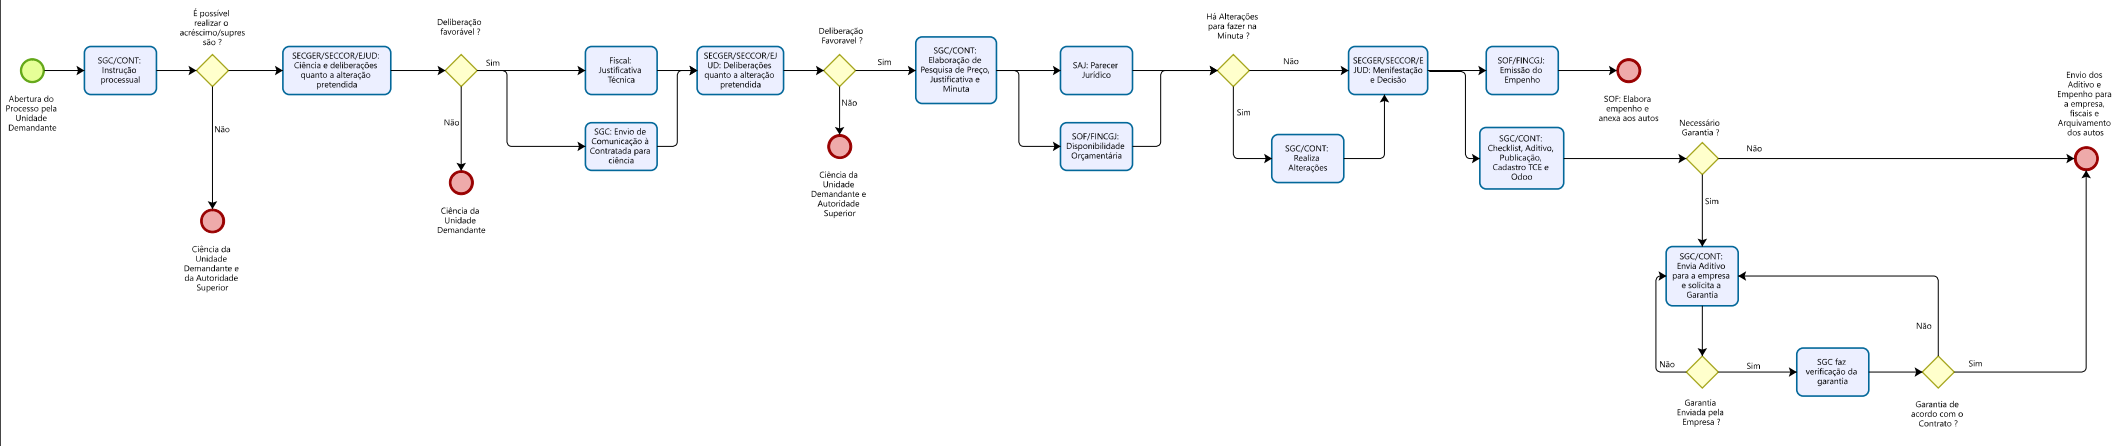 Abertura do
Processo pela
Unidade
Demandante
SGC/CONT:
Instrução
processual
É possível
realizar o
acréscimo/supres
são ?
Não
Ciência da
Unidade
Demandante e
da Autoridade
Superior
SECGER/SECCOR/EJUD:
Ciência e deliberações
quanto a alteração
pretendida
Deliberação
favorável ?
Sim
Não
Ciência da
Unidade
Demandante
Fiscal:
Justificativa
Técnica
SGC: Envio de
Comunicação à
Contratada para
ciência
SECGER/SECCOR/EJ
UD: Deliberações
quanto a alteração
pretendida
Deliberação
Favoravel ?
Sim
Não
Ciência da
Unidade
Demandante e
Autoridade
Superior
SGC/CONT:
Elaboração de
Pesquisa de Preço,
Justificativa e
Minuta
SAJ: Parecer
Jurídico
SOF/FINCGJ:
Disponibilidade
Orçamentária
Há Alterações
para fazer na
Minuta ?
Não
Sim
SGC/CONT:
Realiza
Alterações
SECGER/SECCOR/E
JUD: Menifestação
e Decisão
SOF/FINCGJ:
Emissão do
Empenho
SOF: Elabora
empenho e
anexa aos autos
SGC/CONT:
Checklist, Aditivo,
Publicação,
Cadastro TCE e
Odoo
Necessário
Garantia ?
Não
Sim
Envio dos
Aditivo e
Empenho para
a empresa,
fiscais e
Arquivamento
dos autos
SGC/CONT:
Envia Aditivo
para a empresa
e solicita a
Garantia
Não
Garantia
Enviada pela
Empresa ?
Sim
SGC faz
verificação da
garantia
Não
Garantia de
acordo com o
Contrato ?
Sim